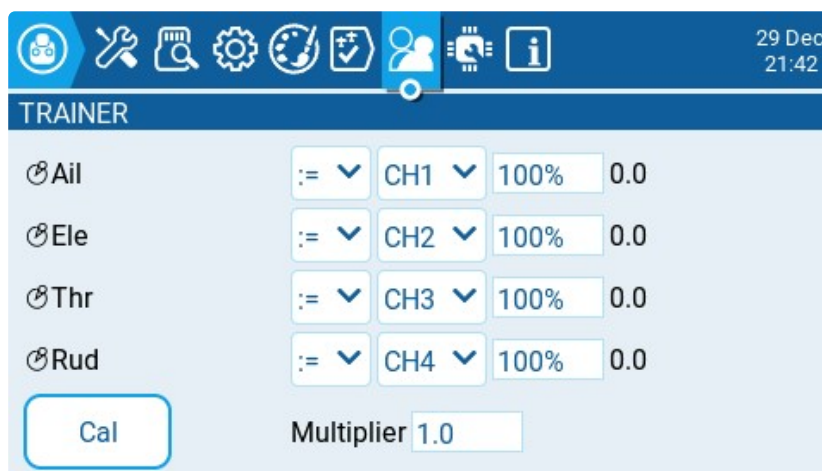 29 Dec
21:42
TRAINER
Ail := CH1 100% 0.0
Ele := CH2 100% 0.0
Thr := CH3 100% 0.0
Rud := CH4 100% 0.0
Cal Multiplier 1.0